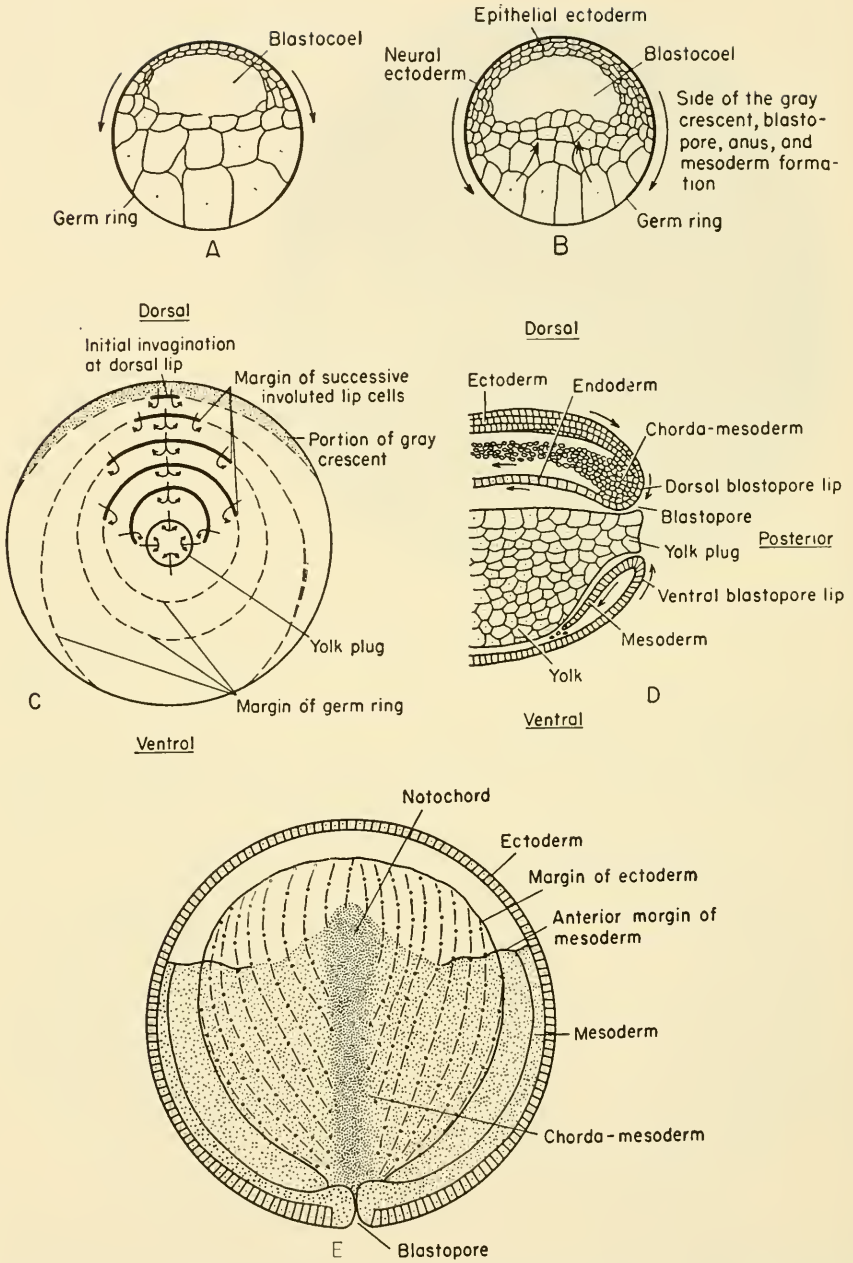 Blastocoel
Germ ring
A
Epithelial ectoderm
Neural
ectoderm
Blastocoel
Side of the gray
crescent, blasto-
pore, anus, and
mesoderm forma-
tion
Germ ring
B
Dorsal
Initial invagination
at dorsal lip
Margin of successive
involuted lip cells
Portion of gray
crescent
Yolk plug
Margin of germ ring
C
Ventral
Dorsal
Ectoderm
Endoderm
Chorda-mesoderm
Dorsal blastopore lip
Blastopore
Yolk plug
Posterior
Ventral blastopore lip
Mesoderm
Yolk
D
Ventral
Notochord
Ectoderm
Margin of ectoderm
Anterior margin of
mesoderm
Mesoderm
Chorda-mesoderm
E
Blastopore